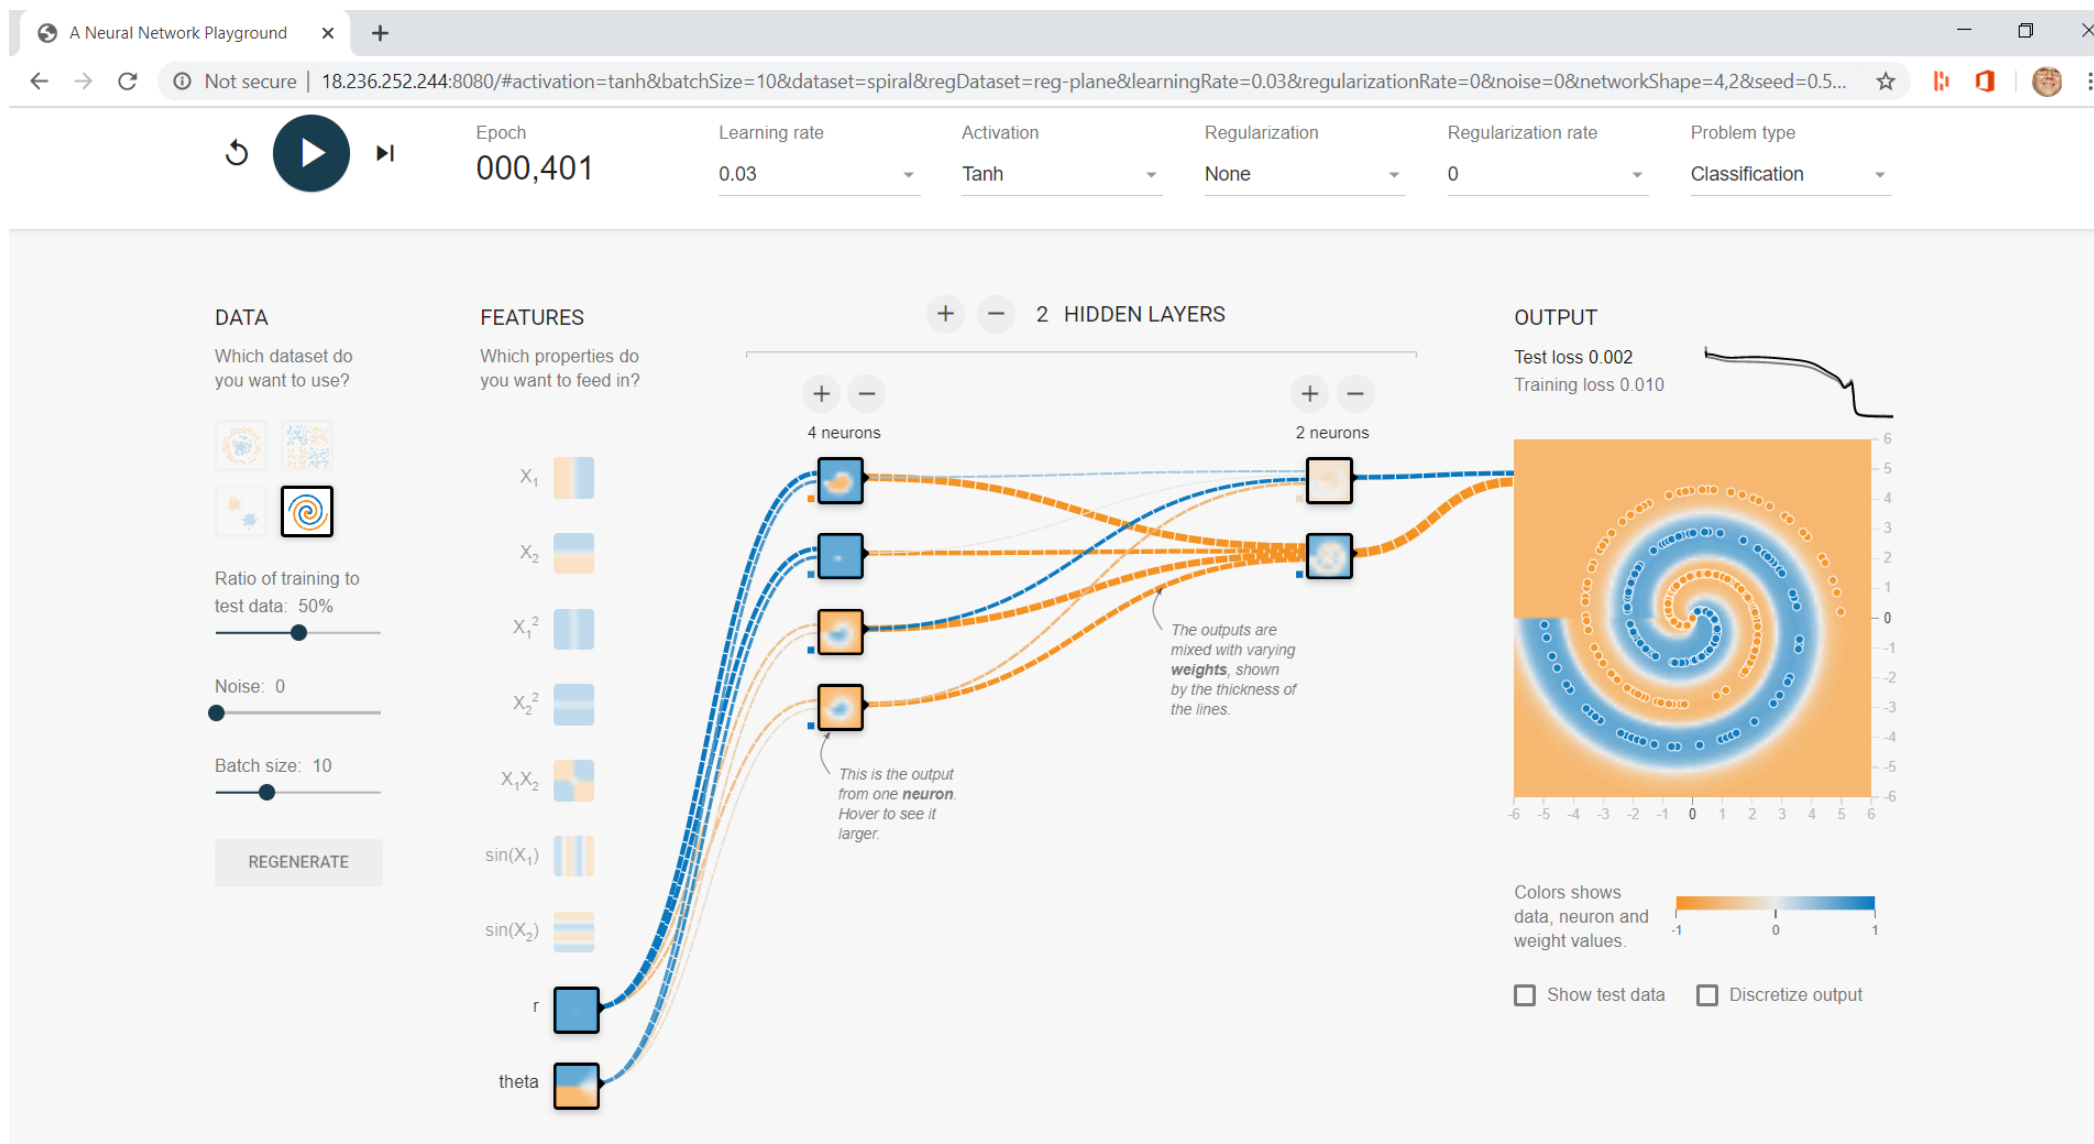 A Neural Network Playground
Not secure | 18.236.252.244:8080/#activation=tanh&batchSize=10&dataset=spiral&regDataset=reg-plane&learningRate=0.03&regularizationRate=0&noise=0&networkShape=4,2&seed=0.5...
Epoch
000,401
Learning rate
0.03
Activation
Tanh
Regularization
None
Regularization rate
0
Problem type
Classification
DATA
Which dataset do
you want to use?
Ratio of training to
test data: 50%
Noise: 0
Batch size: 10
REGENERATE
FEATURES
Which properties do
you want to feed in?
X₁
X₂
X₁²
X₂²
X₁X₂
sin(X₁)
sin(X₂)
r
theta
+ − 2 HIDDEN LAYERS
+ −
4 neurons
+ −
2 neurons
This is the output
from one neuron.
Hover to see it
larger.
The outputs are
mixed with varying
weights, shown
by the thickness of
the lines.
OUTPUT
Test loss 0.002
Training loss 0.010
6
5
4
3
2
1
0
-1
-2
-3
-4
-5
-6
-6 -5 -4 -3 -2 -1 0 1 2 3 4 5 6
Colors shows
data, neuron and
weight values.
-1 0 1
Show test data
Discretize output